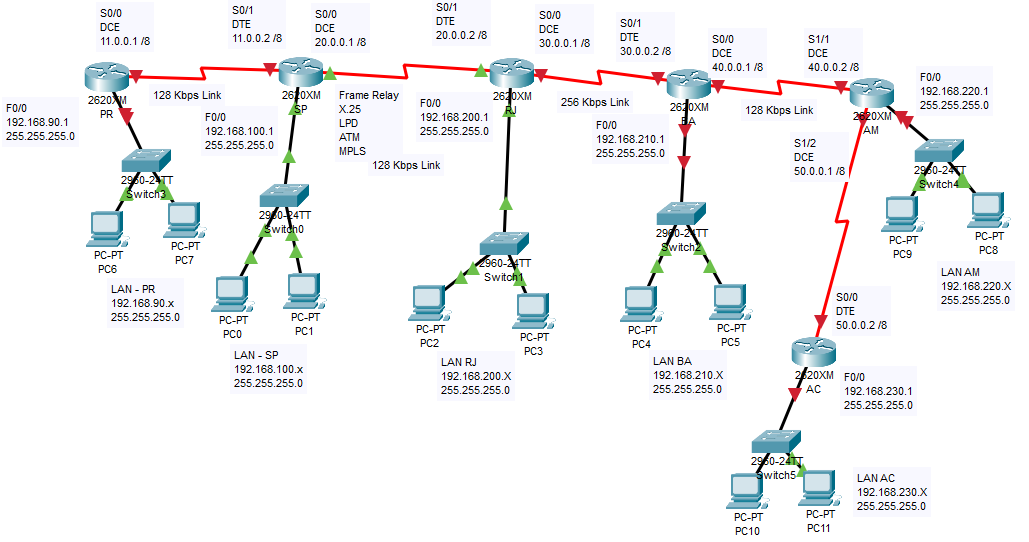 S0/0
DCE
11.0.0.1 /8
S0/1
DTE
11.0.0.2 /8
S0/0
DCE
20.0.0.1 /8
S0/1
DTE
20.0.0.2 /8
S0/0
DCE
30.0.0.1 /8
S0/1
DTE
30.0.0.2 /8
S0/0
DCE
40.0.0.1 /8
S1/1
DCE
40.0.0.2 /8
F0/0
192.168.220.1
255.255.255.0
2620XM
PR
128 Kbps Link
2620XM
SP
Frame Relay
X.25
LPD
ATM
MPLS
128 Kbps Link
2620XM
RJ
256 Kbps Link
2620XM
BA
128 Kbps Link
2620XM
AM
F0/0
192.168.90.1
255.255.255.0
F0/0
192.168.100.1
255.255.255.0
F0/0
192.168.200.1
255.255.255.0
F0/0
192.168.210.1
255.255.255.0
S1/2
DCE
50.0.0.1 /8
2960-24TT
Switch3
2960-24TT
Switch0
2960-24TT
Switch1
2960-24TT
Switch2
2960-24TT
Switch4
PC-PT
PC6
PC-PT
PC7
PC-PT
PC0
PC-PT
PC1
PC-PT
PC2
PC-PT
PC3
PC-PT
PC4
PC-PT
PC5
PC-PT
PC9
PC-PT
PC8
LAN - PR
192.168.90.x
255.255.255.0
LAN - SP
192.168.100.x
255.255.255.0
LAN RJ
192.168.200.X
255.255.255.0
LAN BA
192.168.210.X
255.255.255.0
LAN AM
192.168.220.X
255.255.255.0
S0/0
DTE
50.0.0.2 /8
2620XM
AC
F0/0
192.168.230.1
255.255.255.0
2960-24TT
Switch5
PC-PT
PC10
PC-PT
PC11
LAN AC
192.168.230.X
255.255.255.0